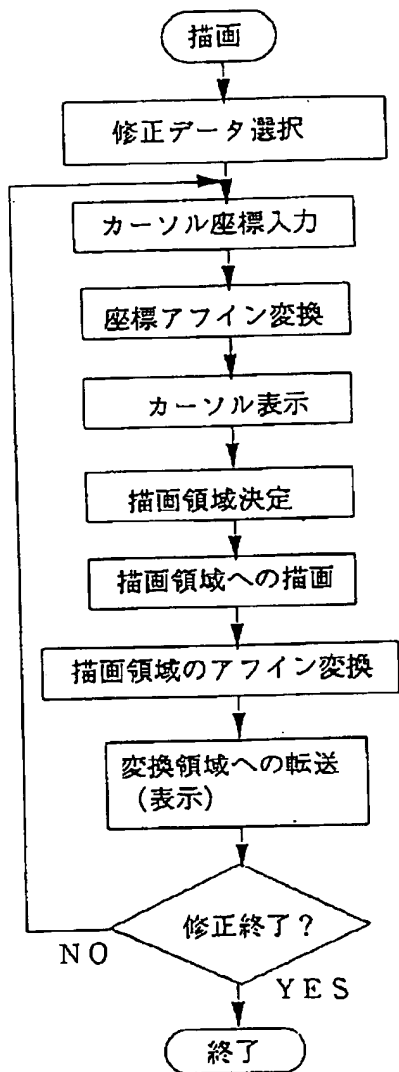 描画
修正データ選択
カーソル座標入力
座標アフイン変換
カーソル表示
描画領域決定
描画領域への描画
描画領域のアフイン変換
変換領域への転送
(表示)
修正終了?
NO
YES
終了